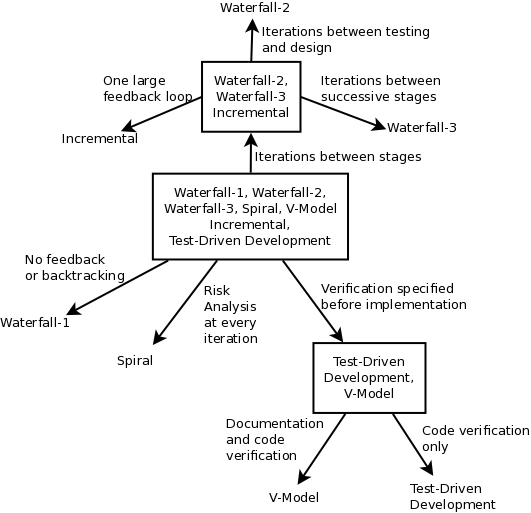 Waterfall-2
Iterations between testing
and design
One large
feedback loop
Waterfall-2,
Waterfall-3
Incremental
Iterations between
successive stages
Incremental
Waterfall-3
Iterations between stages
Waterfall-1, Waterfall-2,
Waterfall-3, Spiral, V-Model
Incremental,
Test-Driven Development
No feedback
or backtracking
Risk
Analysis
at every
iteration
Verification specified
before implementation
Waterfall-1
Spiral
Test-Driven
Development,
V-Model
Documentation
and code
verification
Code verification
only
V-Model
Test-Driven
Development